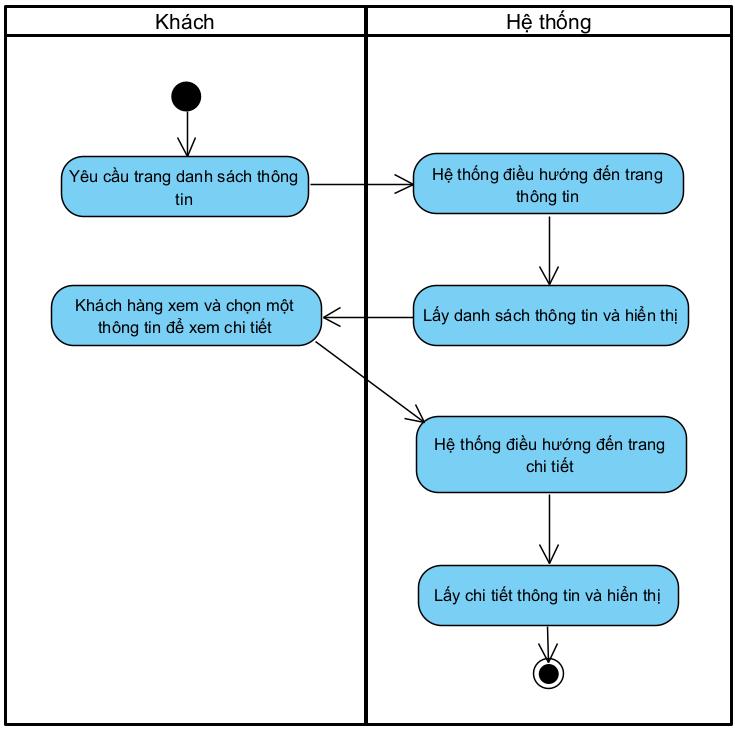 Khách
Hệ thống
Yêu cầu trang danh sách thông
tin
Hệ thống điều hướng đến trang
thông tin
Khách hàng xem và chọn một
thông tin để xem chi tiết
Lấy danh sách thông tin và hiển thị
Hệ thống điều hướng đến trang
chi tiết
Lấy chi tiết thông tin và hiển thị